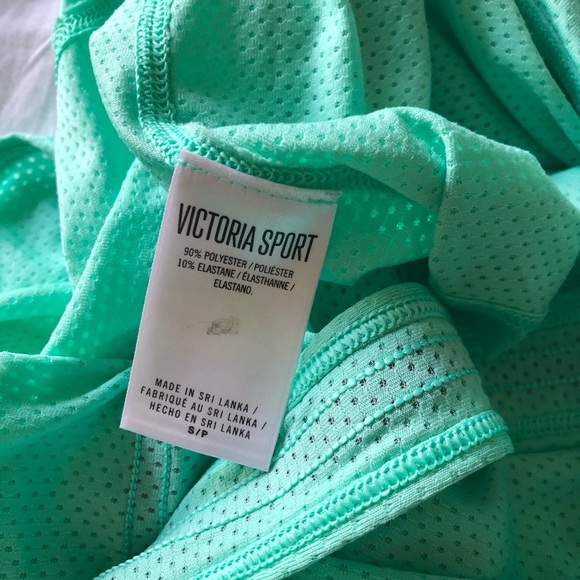 VICTORIA SPORT
90% POLYESTER / POLIÉSTER
10% ELASTANE / ÉLASTHANNE /
ELASTANO.
MADE IN SRI LANKA /
FABRIQUÉ AU SRI LANKA /
HECHO EN SRI LANKA
S/P